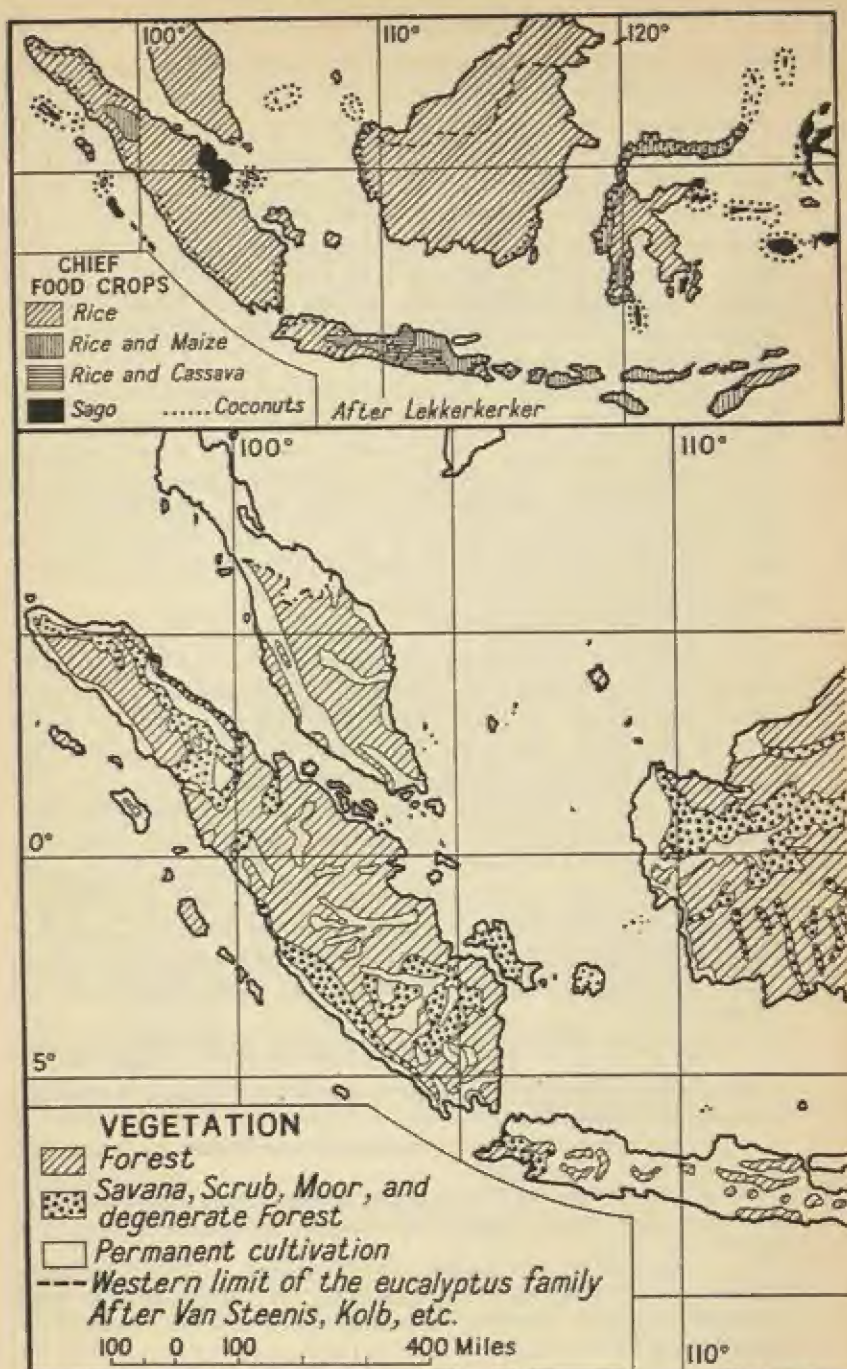 100° 110° 120°
CHIEF
FOOD CROPS
Rice
Rice and Maize
Rice and Cassava
Sago ......Coconuts
After Lekkerkerker
100° 110°
0°
5°
VEGETATION
Forest
Savana, Scrub, Moor, and
degenerate Forest
Permanent cultivation
---Western limit of the eucalyptus family
After Van Steenis, Kolb, etc.
100 0 100 400 Miles
110°